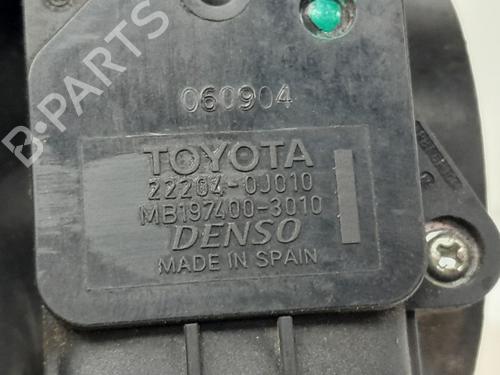 B-PARTS
060904
TOYOTA
22204-0J010
MB197400-3010
DENSO
MADE IN SPAIN